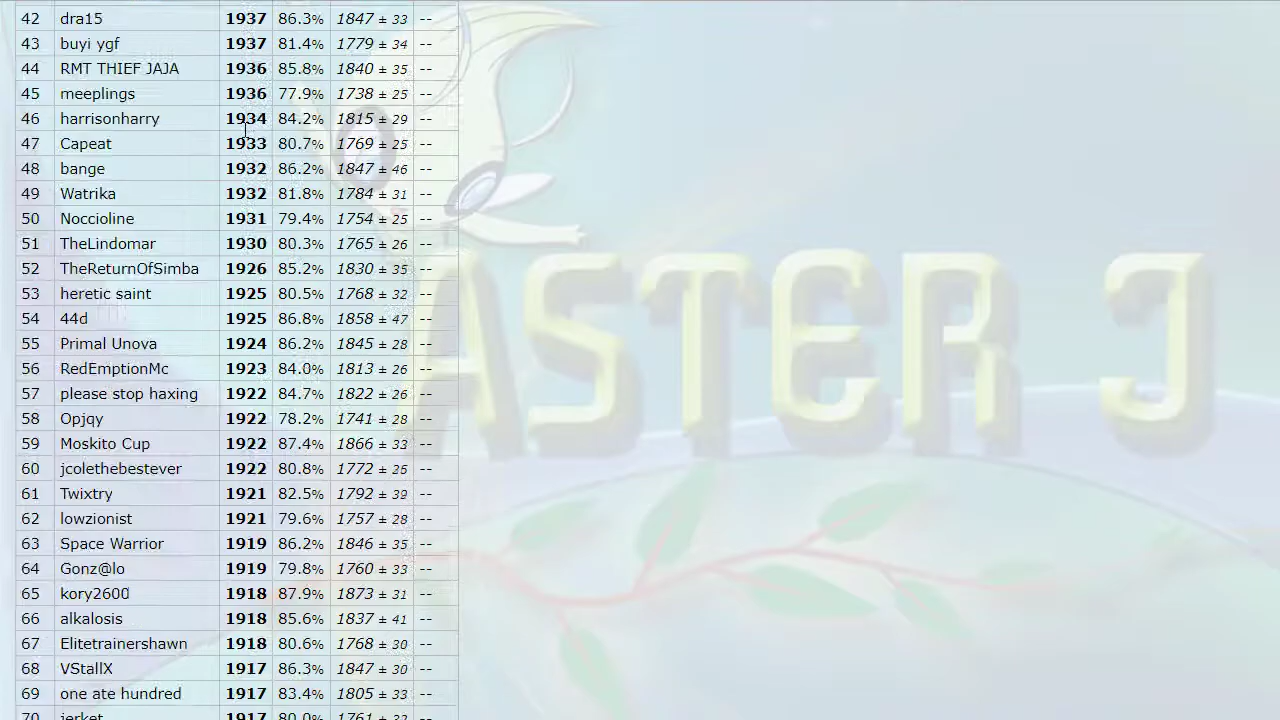 42 dra15 1937 86.3% 1847 ± 33 --
43 buyi ygf 1937 81.4% 1779 ± 34 --
44 RMT THIEF JAJA 1936 85.8% 1840 ± 35 --
45 meeplings 1936 77.9% 1738 ± 25 --
46 harrisonharry 1934 84.2% 1815 ± 29 --
47 Capeat 1933 80.7% 1769 ± 25 --
48 bange 1932 86.2% 1847 ± 46 --
49 Watrika 1932 81.8% 1784 ± 31 --
50 Noccioline 1931 79.4% 1754 ± 25 --
51 TheLindomar 1930 80.3% 1765 ± 26 --
52 TheReturnOfSimba 1926 85.2% 1830 ± 35 --
53 heretic saint 1925 80.5% 1768 ± 32 --
54 44d 1925 86.8% 1858 ± 47 --
55 Primal Unova 1924 86.2% 1845 ± 28 --
56 RedEmptionMc 1923 84.0% 1813 ± 26 --
57 please stop haxing 1922 84.7% 1822 ± 26 --
58 Opjqy 1922 78.2% 1741 ± 28 --
59 Moskito Cup 1922 87.4% 1866 ± 33 --
60 jcolethebestever 1922 80.8% 1772 ± 25 --
61 Twixtry 1921 82.5% 1792 ± 39 --
62 lowzionist 1921 79.6% 1757 ± 28 --
63 Space Warrior 1919 86.2% 1846 ± 35 --
64 Gonz@lo 1919 79.8% 1760 ± 33 --
65 kory2600 1918 87.9% 1873 ± 31 --
66 alkalosis 1918 85.6% 1837 ± 41 --
67 Elitetrainershawn 1918 80.6% 1768 ± 30 --
68 VStallX 1917 86.3% 1847 ± 30 --
69 one ate hundred 1917 83.4% 1805 ± 33 --
70 jerket 1917 80.0% 1761 ± --
ASTER J